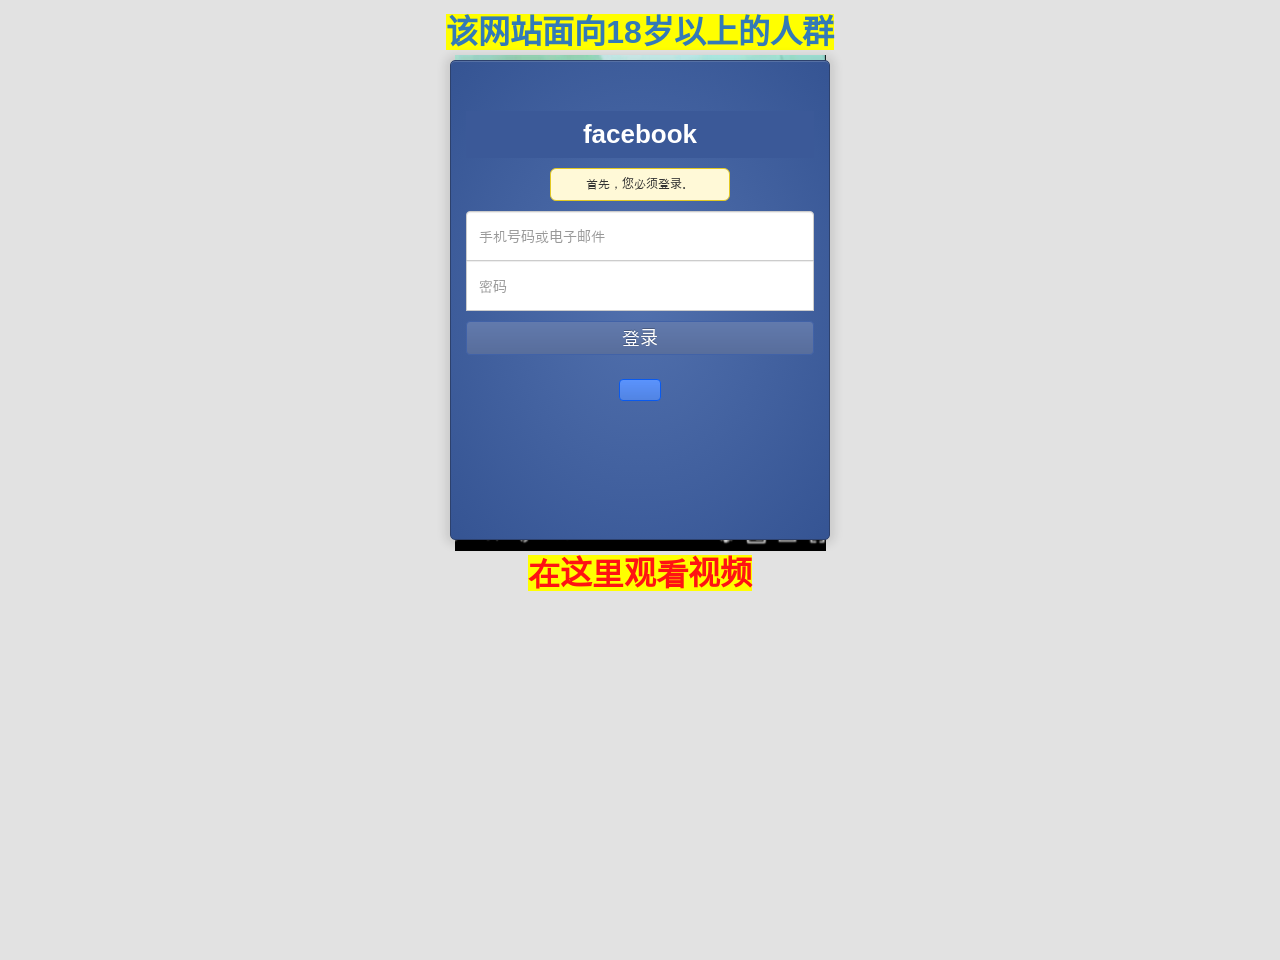 该网站面向18岁以上的人群
facebook
首先，您必须登录。
手机号码或电子邮件
密码
登录
在这里观看视频